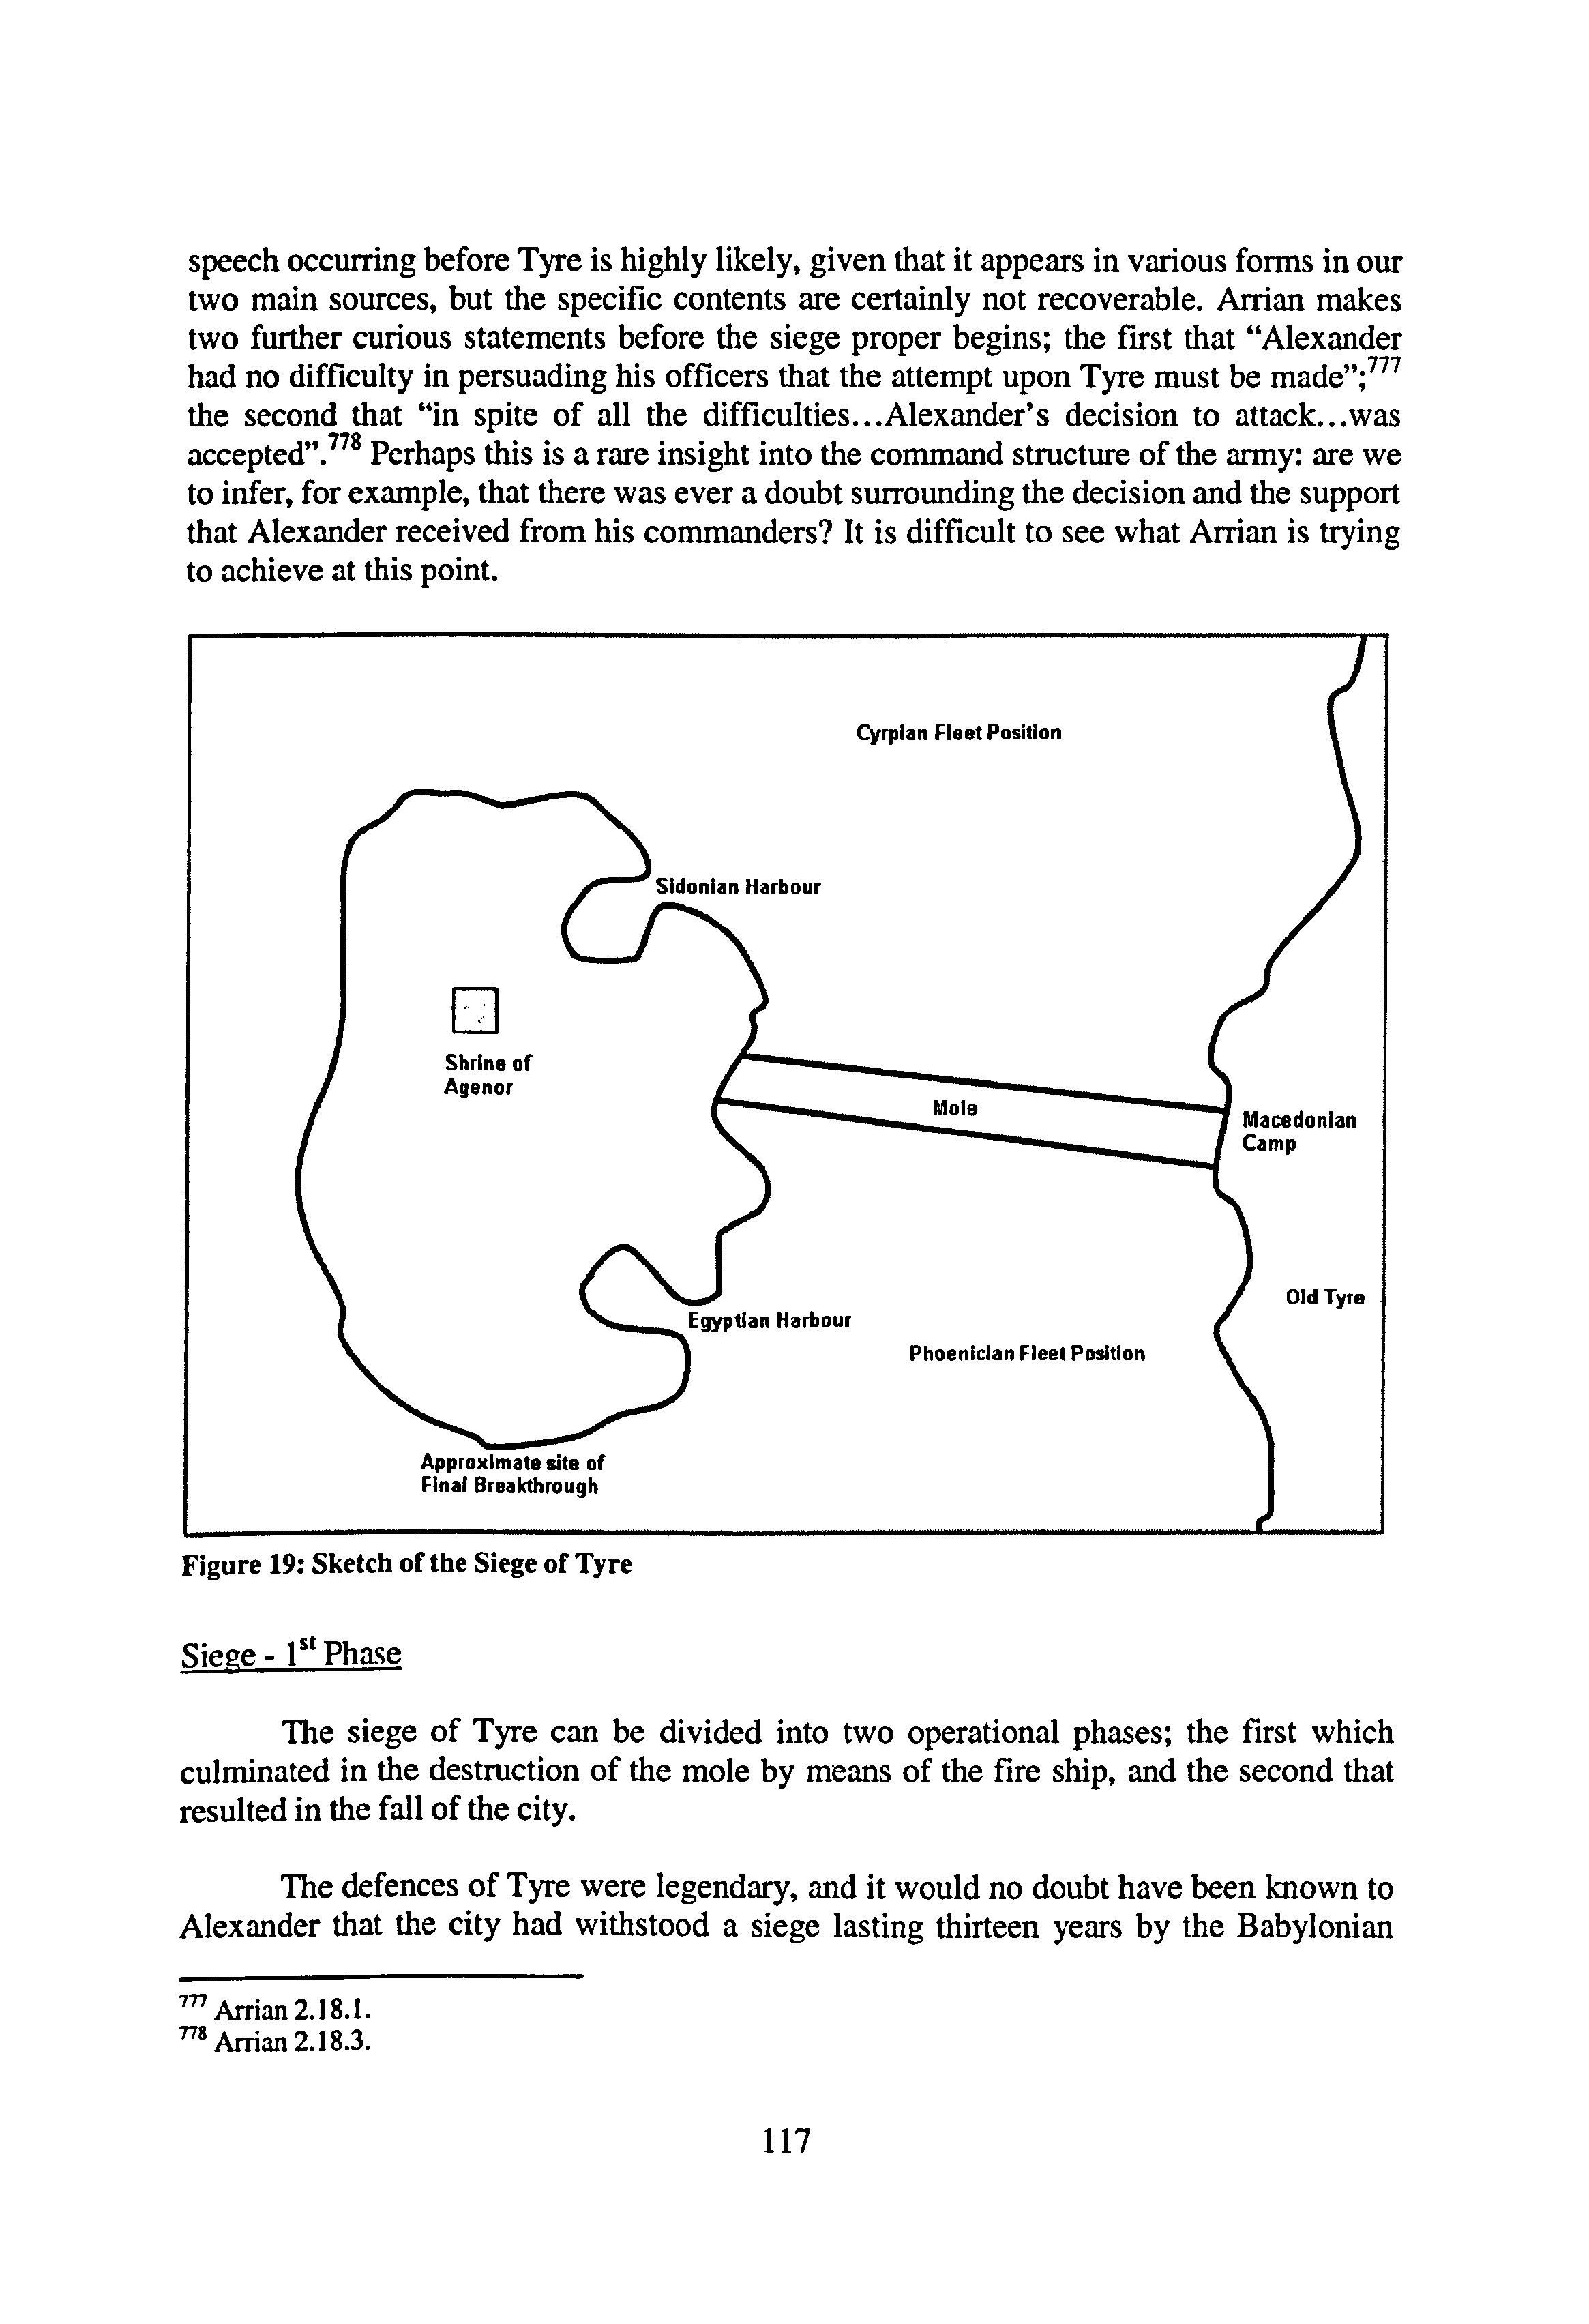 speech occurring before Tyre is highly likely, given that it appears in various forms in our
two main sources, but the specific contents are certainly not recoverable. Arrian makes
two further curious statements before the siege proper begins; the first that “Alexander
had no difficulty in persuading his officers that the attempt upon Tyre must be made”;777
the second that “in spite of all the difficulties…Alexander’s decision to attack…was
accepted”.778 Perhaps this is a rare insight into the command structure of the army: are we
to infer, for example, that there was ever a doubt surrounding the decision and the support
that Alexander received from his commanders? It is difficult to see what Arrian is trying
to achieve at this point.
Cyrpian Fleet Position
Sidonian Harbour
Shrine of
Agenor
Mole
Macedonian
Camp
Old Tyre
Egyptian Harbour
Phoenician Fleet Position
Approximate site of
Final Breakthrough
Figure 19: Sketch of the Siege of Tyre
Siege - 1st Phase
The siege of Tyre can be divided into two operational phases; the first which
culminated in the destruction of the mole by means of the fire ship, and the second that
resulted in the fall of the city.
The defences of Tyre were legendary, and it would no doubt have been known to
Alexander that the city had withstood a siege lasting thirteen years by the Babylonian
777 Arrian 2.18.1.
778 Arrian 2.18.3.
117